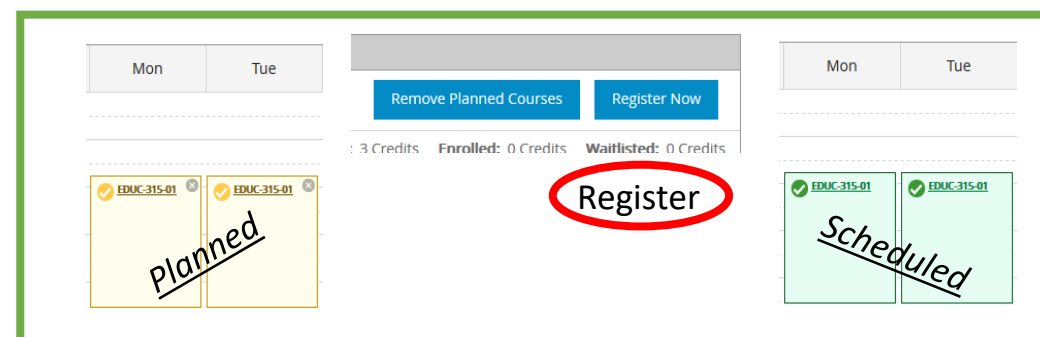 Mon Tue
EDUC-315-01 EDUC-315-01
Planned
Remove Planned Courses Register Now
: 3 Credits Enrolled: 0 Credits Waitlisted: 0 Credits
Register
Mon Tue
EDUC-315-01 EDUC-315-01
Scheduled